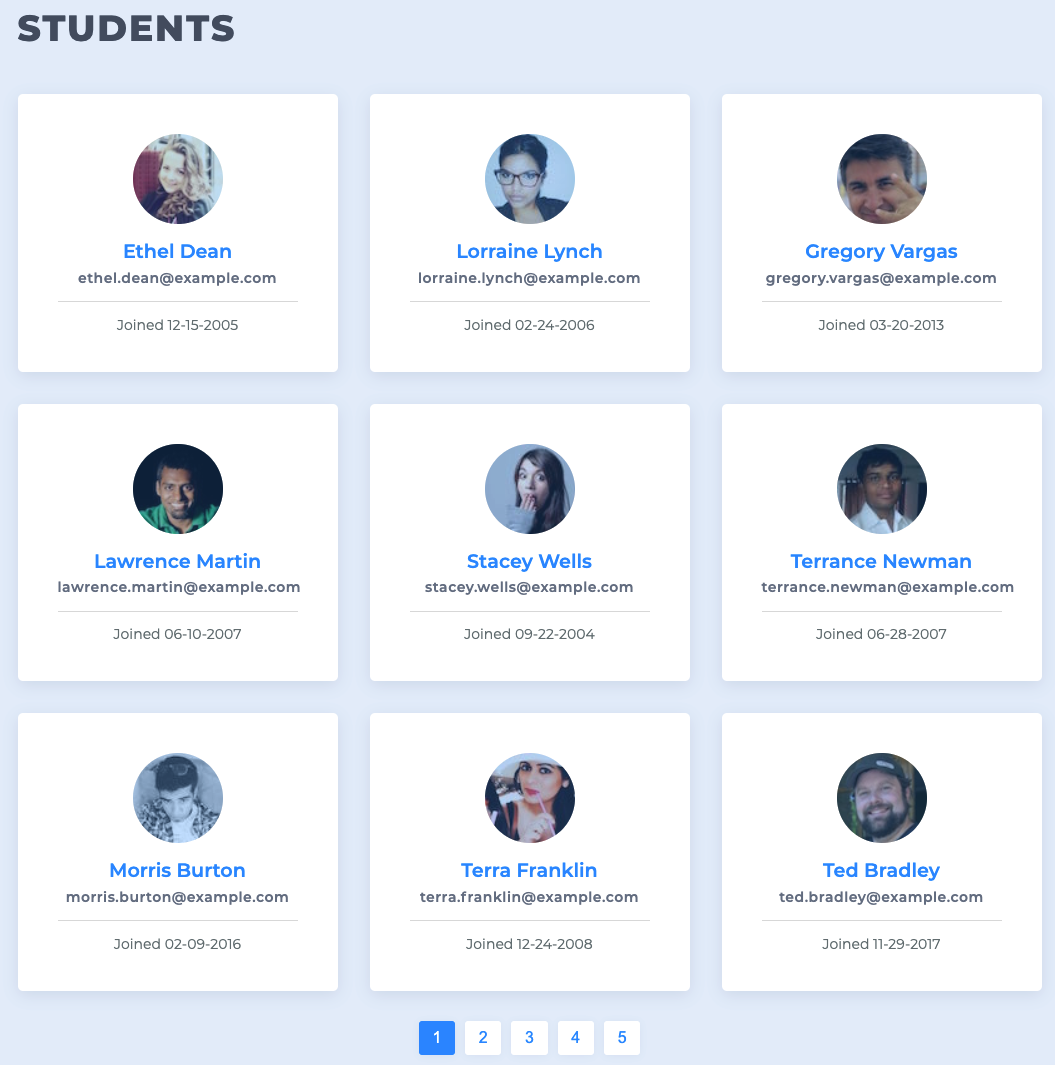 STUDENTS
Ethel Dean
ethel.dean@example.com
Joined 12-15-2005
Lorraine Lynch
lorraine.lynch@example.com
Joined 02-24-2006
Gregory Vargas
gregory.vargas@example.com
Joined 03-20-2013
Lawrence Martin
lawrence.martin@example.com
Joined 06-10-2007
Stacey Wells
stacey.wells@example.com
Joined 09-22-2004
Terrance Newman
terrance.newman@example.com
Joined 06-28-2007
Morris Burton
morris.burton@example.com
Joined 02-09-2016
Terra Franklin
terra.franklin@example.com
Joined 12-24-2008
Ted Bradley
ted.bradley@example.com
Joined 11-29-2017
1 2 3 4 5